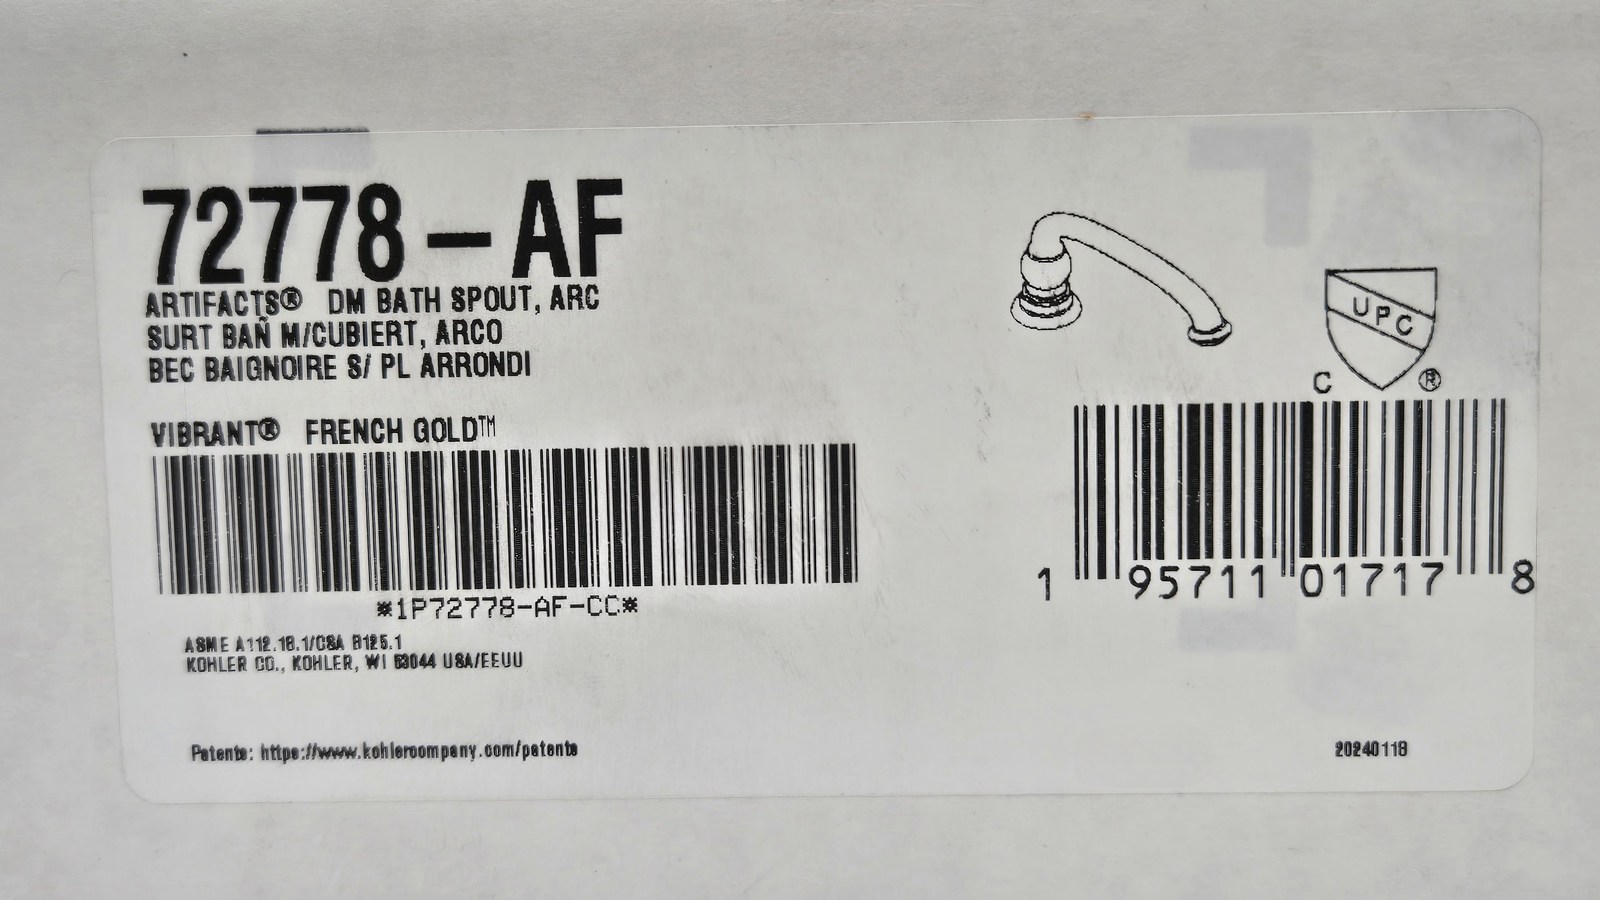 72778-AF
ARTIFACTS® DM BATH SPOUT, ARC
SURT BAÑ M/CUBIERT, ARCO
BEC BAIGNOIRE S/ PL ARRONDI
VIBRANT® FRENCH GOLD™
*1P72778-AF-CC*
ASME A112.18.1/CSA B125.1
KOHLER CO., KOHLER, WI 53044 USA/EEUU
Patents: https://www.kohlercompany.com/patents
UPC
C ®
1 95711 01717 8
20240118